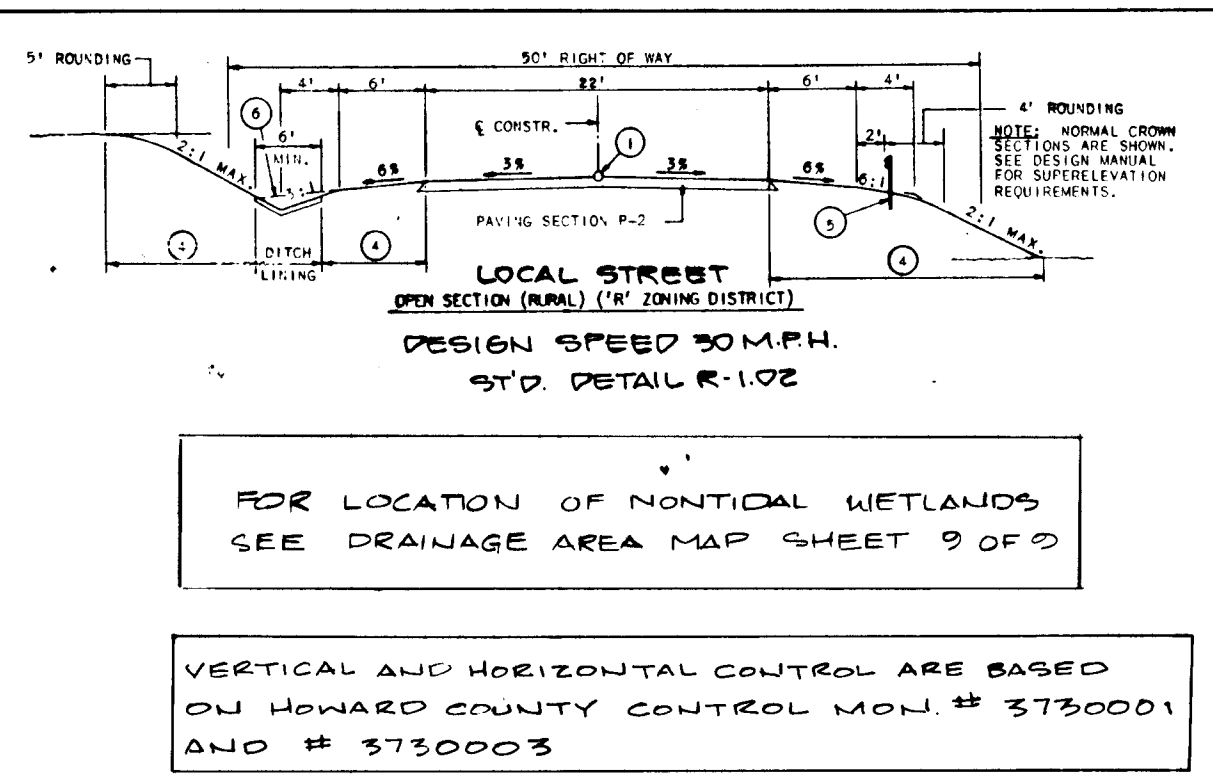 5' ROUNDING
50' RIGHT OF WAY
4' 6' 22' 6' 4'
6
6'
MIN.
℄ CONSTR.
1
2'
4' ROUNDING
NOTE: NORMAL CROWN
SECTIONS ARE SHOWN.
SEE DESIGN MANUAL
FOR SUPERELEVATION
REQUIREMENTS.
2:1 MAX.
3:1
6% 3% 3% 6%
6:1
5
2:1 MAX.
PAVING SECTION P-2
4
DITCH
LINING
4
4
LOCAL STREET
OPEN SECTION (RURAL) ('R' ZONING DISTRICT)
DESIGN SPEED 30 M.P.H.
ST'D. DETAIL R-1.02
FOR LOCATION OF NONTIDAL WETLANDS
SEE DRAINAGE AREA MAP SHEET 9 OF 9
VERTICAL AND HORIZONTAL CONTROL ARE BASED
ON HOWARD COUNTY CONTROL MON. # 3730001
AND # 3730003